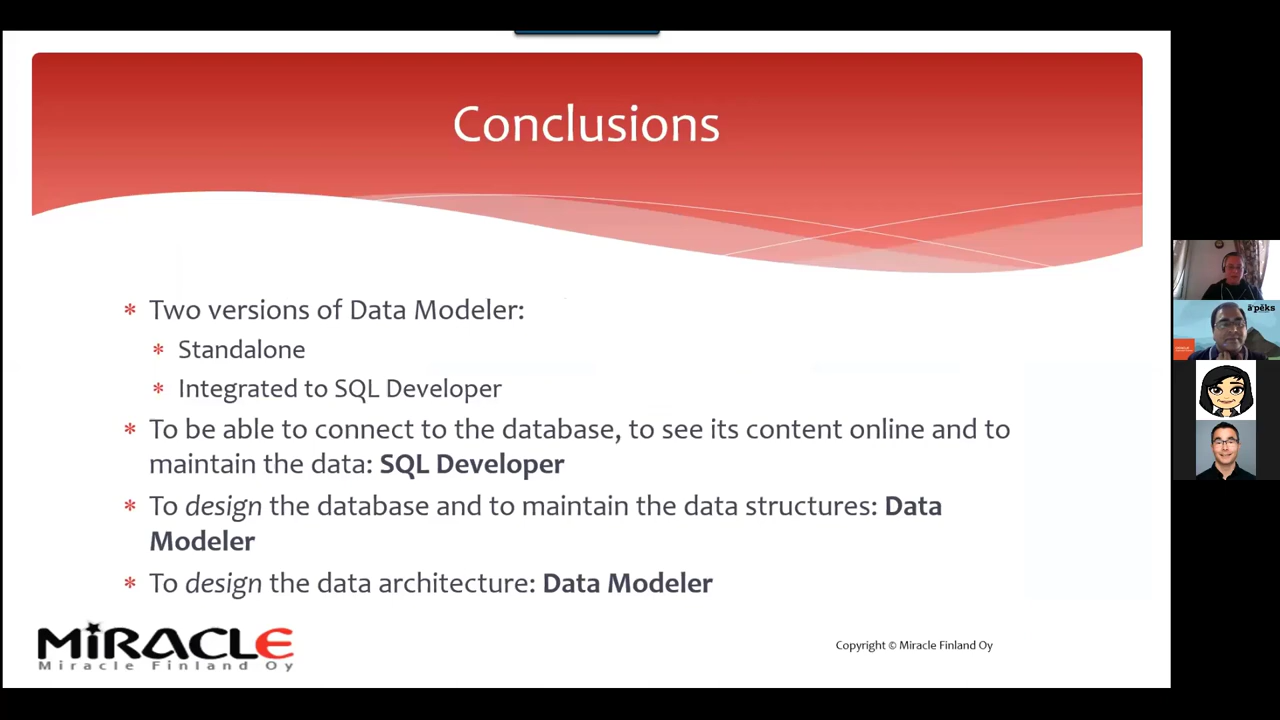 Conclusions
* Two versions of Data Modeler:
* Standalone
* Integrated to SQL Developer
* To be able to connect to the database, to see its content online and to
maintain the data: SQL Developer
* To design the database and to maintain the data structures: Data
Modeler
* To design the data architecture: Data Modeler
MiRACLE
Miracle Finland Oy
Copyright © Miracle Finland Oy
ä'pěks
ORACLE